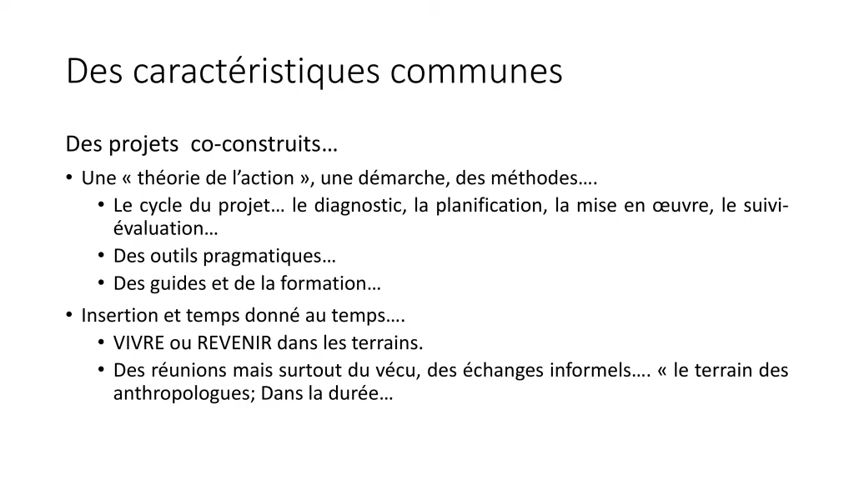 Des caractéristiques communes
Des projets  co-construits…
• Une « théorie de l’action », une démarche, des méthodes….
• Le cycle du projet… le diagnostic, la planification, la mise en œuvre, le suivi-
évaluation…
• Des outils pragmatiques…
• Des guides et de la formation…
• Insertion et temps donné au temps….
• VIVRE ou REVENIR dans les terrains.
• Des réunions mais surtout du vécu, des échanges informels…. « le terrain des
anthropologues; Dans la durée…